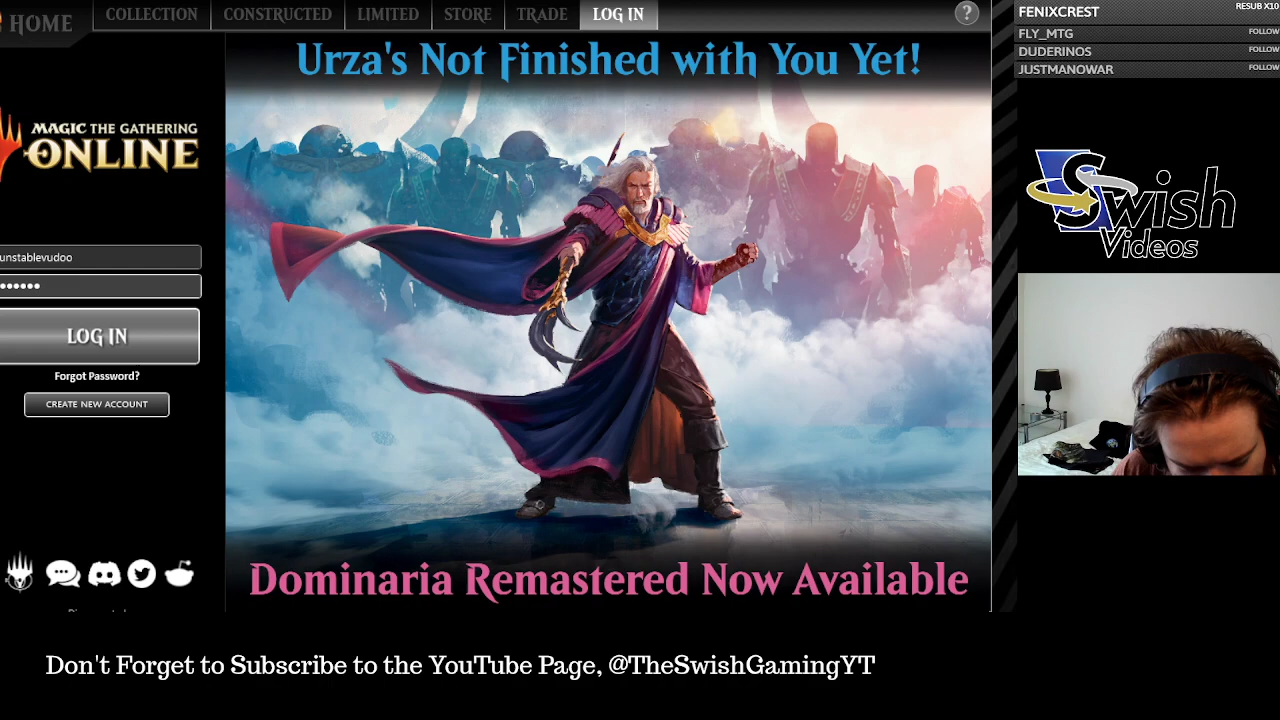 HOME
COLLECTION
CONSTRUCTED
LIMITED
STORE
TRADE
LOG IN
?
FENIXCREST
RESUB X10
FLY_MTG
FOLLOW
DUDERINOS
FOLLOW
JUSTMANOWAR
FOLLOW
Urza's Not Finished with You Yet!
MAGIC THE GATHERING
ONLINE
Swish
Videos
unstablevudoo
LOG IN
Forgot Password?
CREATE NEW ACCOUNT
Dominaria Remastered Now Available
Don't Forget to Subscribe to the YouTube Page, @TheSwishGamingYT